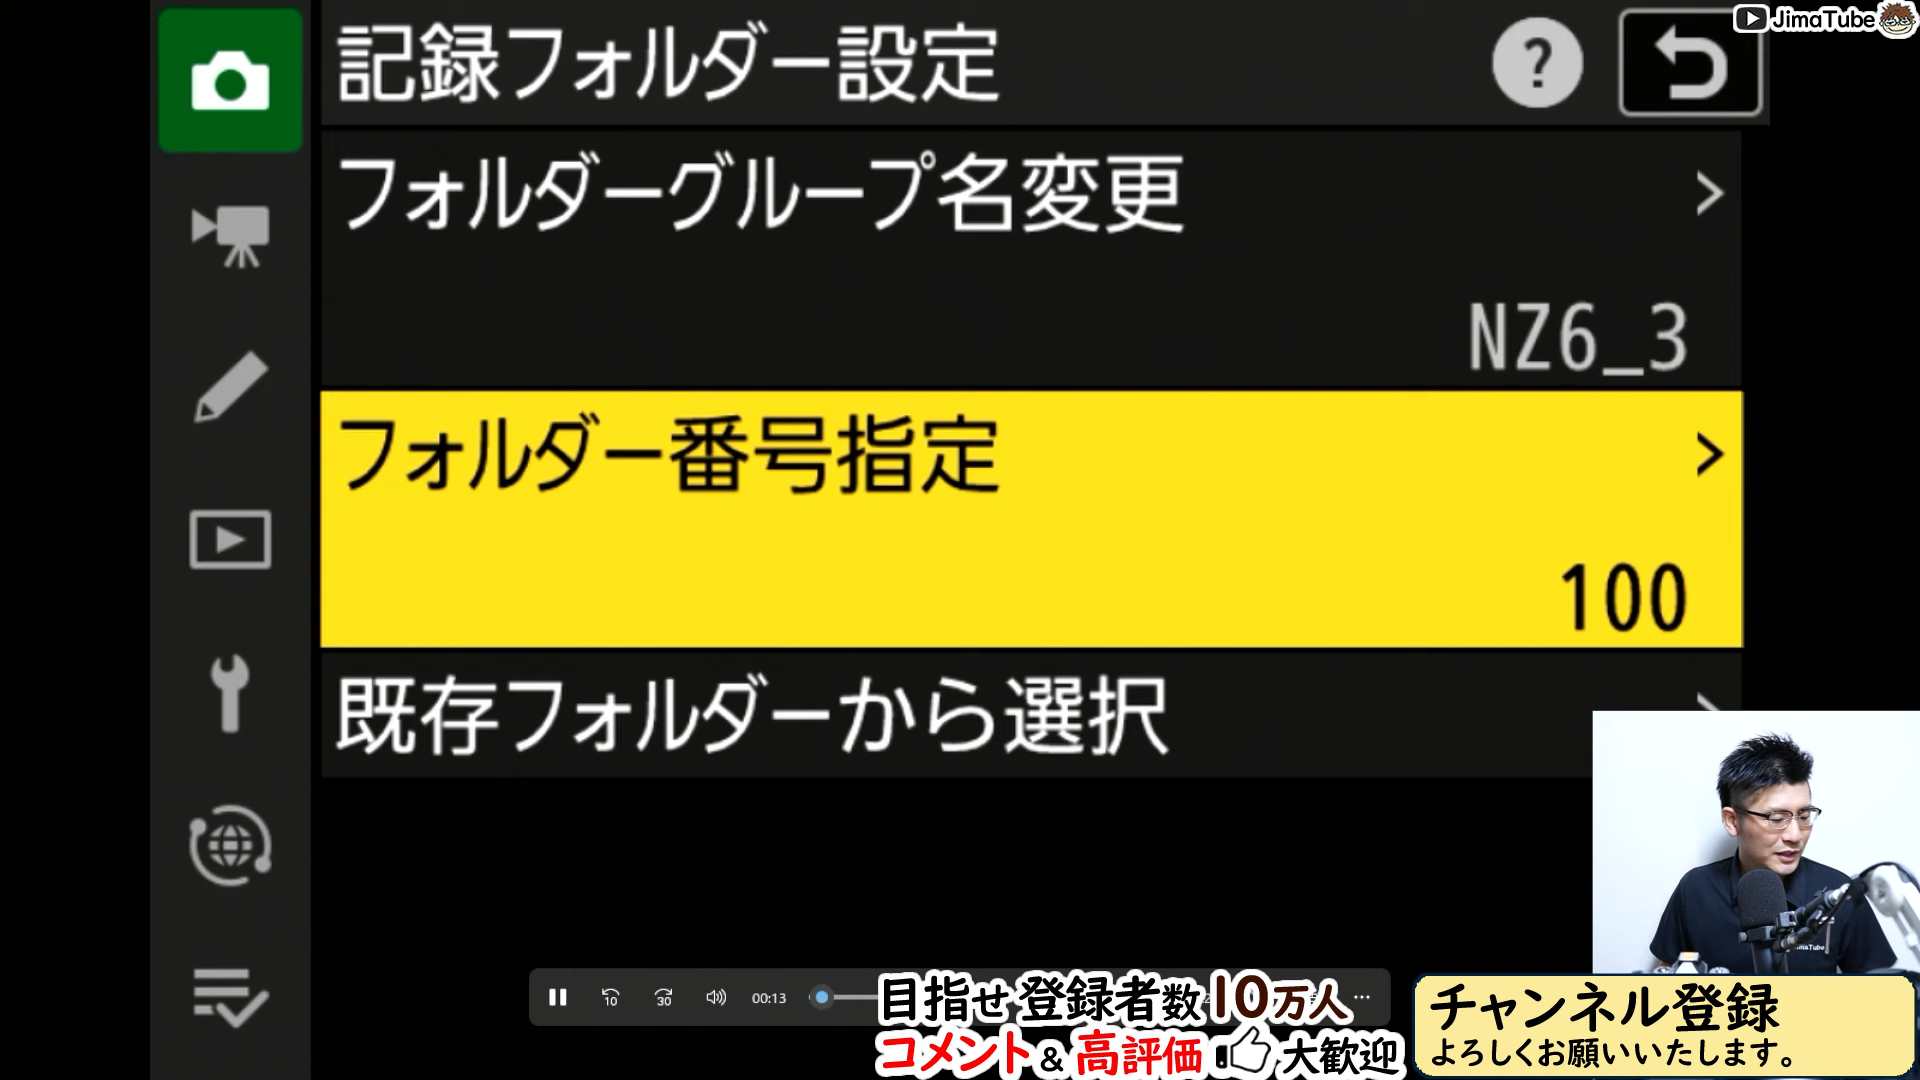 記録フォルダー設定
?
JimaTube
フォルダーグループ名変更
NZ6_3
フォルダー番号指定
100
既存フォルダーから選択
10
30
00:13
目指せ登録者数10万人
コメント&高評価大歓迎
チャンネル登録
よろしくお願いいたします。